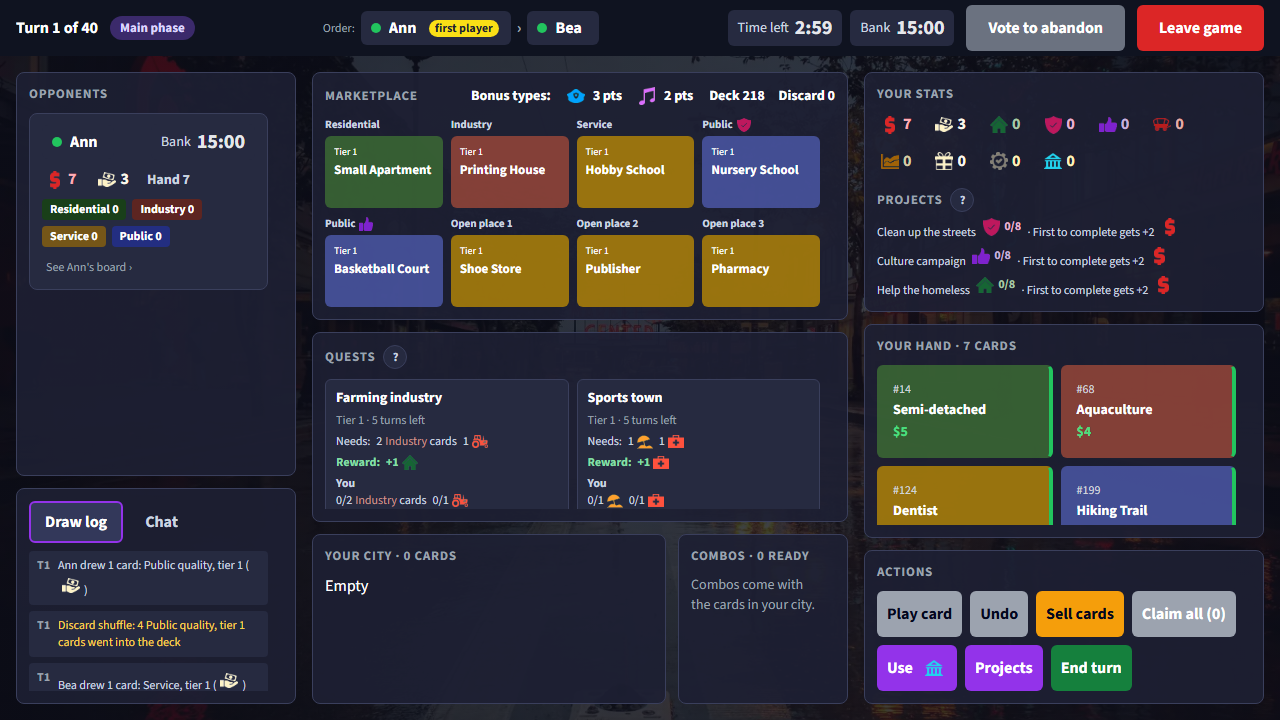 Turn 1 of 40 Main phase Order: Ann first player › Bea Time left 2:59 Bank 15:00 Vote to abandon Leave game
OPPONENTS
Ann Bank 15:00
7 3 Hand 7
Residential 0 Industry 0
Service 0 Public 0
See Ann's board ›
Draw log Chat
T1 Ann drew 1 card: Public quality, tier 1 (
)
T1 Discard shuffle: 4 Public quality, tier 1
cards went into the deck
T1 Bea drew 1 card: Service, tier 1 ( )
MARKETPLACE Bonus types: 3 pts 2 pts Deck 218 Discard 0
Residential Industry Service Public
Tier 1 Tier 1 Tier 1 Tier 1
Small Apartment Printing House Hobby School Nursery School
Public Open place 1 Open place 2 Open place 3
Tier 1 Tier 1 Tier 1 Tier 1
Basketball Court Shoe Store Publisher Pharmacy
QUESTS ?
Farming industry
Tier 1 · 5 turns left
Needs: 2 Industry cards 1
Reward: +1
You
0/2 Industry cards 0/1
Sports town
Tier 1 · 5 turns left
Needs: 1 1
Reward: +1
You
0/1 0/1
YOUR CITY · 0 CARDS
Empty
COMBOS · 0 READY
Combos come with
the cards in your city.
YOUR STATS
7 3 0 0 0 0
0 0 0 0
PROJECTS ?
Clean up the streets 0/8 · First to complete gets +2
Culture campaign 0/8 · First to complete gets +2
Help the homeless 0/8 · First to complete gets +2
YOUR HAND · 7 CARDS
#14
Semi-detached
$5
#68
Aquaculture
$4
#124
Dentist
#199
Hiking Trail
ACTIONS
Play card Undo Sell cards Claim all (0)
Use Projects End turn